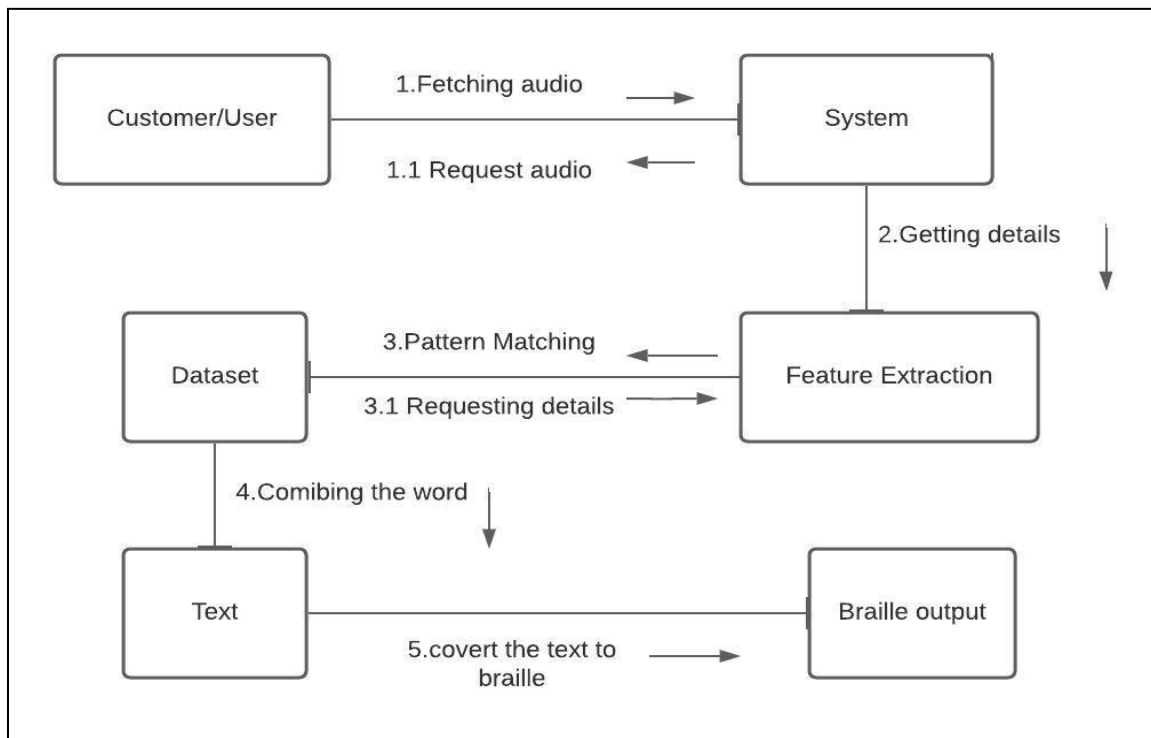 Customer/User
1.Fetching audio
System
1.1 Request audio
2.Getting details
Dataset
3.Pattern Matching
Feature Extraction
3.1 Requesting details
4.Comibing the word
Text
Braille output
5.covert the text to
braille